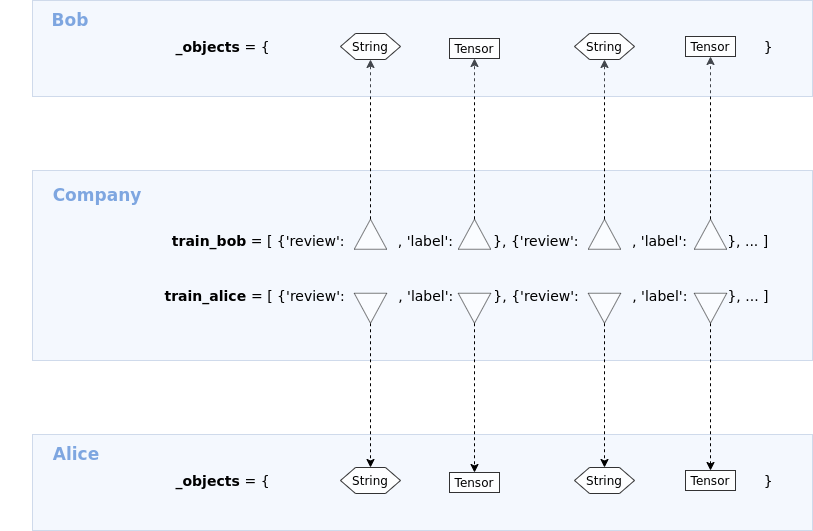 Bob
_objects = { String Tensor String Tensor }
Company
train_bob = [ {'review': , 'label': }, {'review': , 'label': }, ... ]
train_alice = [ {'review': , 'label': }, {'review': , 'label': }, ... ]
Alice
_objects = { String Tensor String Tensor }